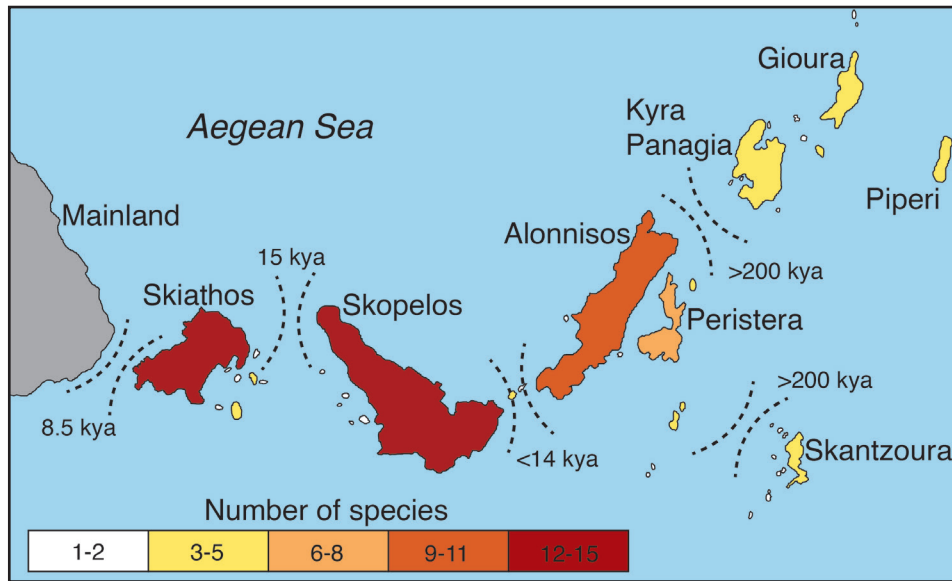 Gioura
Kyra
Panagia
Aegean Sea
Piperi
Mainland
Alonnisos
15 kya
>200 kya
Skiathos
Skopelos
Peristera
>200 kya
8.5 kya
<14 kya
Skantzoura
Number of species
1-2 3-5 6-8 9-11 12-15